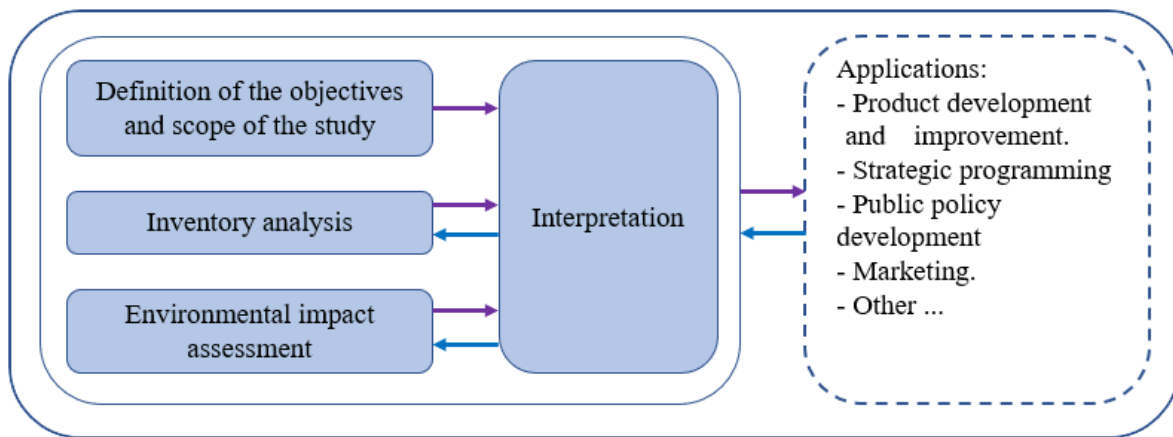 Definition of the objectives
and scope of the study
Inventory analysis
Environmental impact
assessment
Interpretation
Applications:
- Product development
and improvement.
- Strategic programming
- Public policy
development
- Marketing.
- Other ...